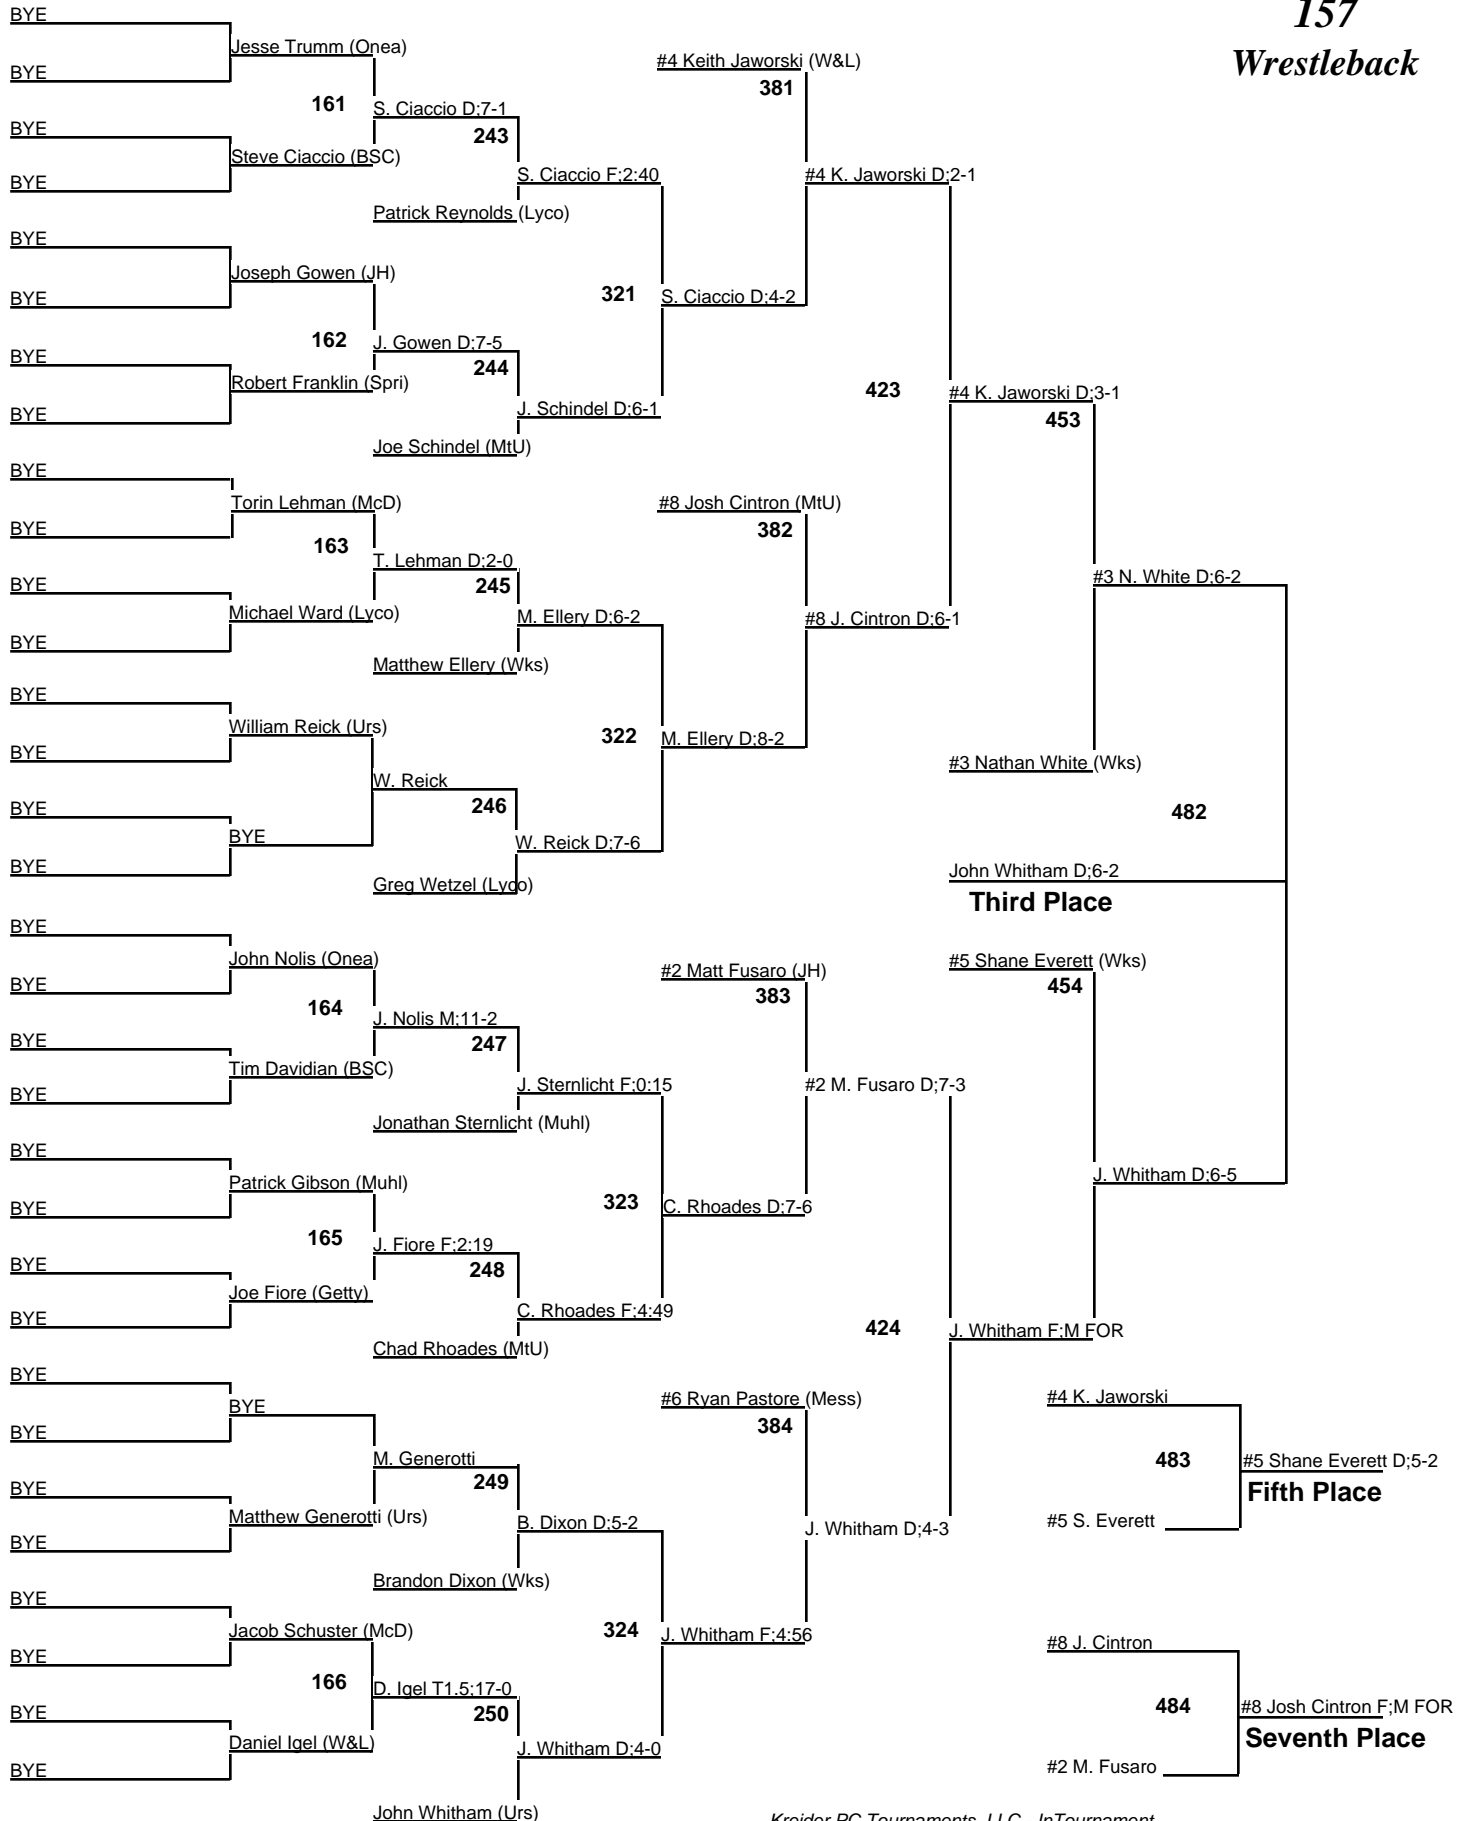 157
Wrestleback
BYE
Jesse Trumm (Onea)
#4 Keith Jaworski (W&L)
BYE
381
161
S. Ciaccio D;7-1
BYE
243
Steve Ciaccio (BSC)
S. Ciaccio F;2:40
#4 K. Jaworski D;2-1
BYE
Patrick Reynolds (Lyco)
BYE
Joseph Gowen (JH)
321
S. Ciaccio D;4-2
BYE
162
J. Gowen D;7-5
BYE
244
Robert Franklin (Spri)
423
#4 K. Jaworski D;3-1
J. Schindel D;6-1
BYE
453
Joe Schindel (MtU)
BYE
Torin Lehman (McD)
#8 Josh Cintron (MtU)
BYE
382
163
T. Lehman D;2-0
#3 N. White D;6-2
BYE
245
Michael Ward (Lyco)
M. Ellery D;6-2
#8 J. Cintron D;6-1
BYE
Matthew Ellery (Wks)
BYE
William Reick (Urs)
322
M. Ellery D;8-2
BYE
#3 Nathan White (Wks)
W. Reick
BYE
246
482
BYE
W. Reick D;7-6
BYE
John Whitham D;6-2
Greg Wetzel (Lyco)
Third Place
BYE
John Nolis (Onea)
#2 Matt Fusaro (JH)
#5 Shane Everett (Wks)
BYE
383
454
164
J. Nolis M;11-2
BYE
247
Tim Davidian (BSC)
J. Sternlicht F;0:15
#2 M. Fusaro D;7-3
BYE
Jonathan Sternlicht (Muhl)
BYE
Patrick Gibson (Muhl)
J. Whitham D;6-5
323
C. Rhoades D;7-6
BYE
165
J. Fiore F;2:19
BYE
248
Joe Fiore (Getty)
C. Rhoades F;4:49
BYE
424
J. Whitham F;M FOR
Chad Rhoades (MtU)
BYE
BYE
#6 Ryan Pastore (Mess)
#4 K. Jaworski
BYE
384
M. Generotti
483
#5 Shane Everett D;5-2
BYE
249
Fifth Place
Matthew Generotti (Urs)
B. Dixon D;5-2
J. Whitham D;4-3
#5 S. Everett
BYE
Brandon Dixon (Wks)
BYE
Jacob Schuster (McD)
324
J. Whitham F;4:56
#8 J. Cintron
BYE
166
D. Igel T1.5;17-0
484
#8 Josh Cintron F;M FOR
BYE
250
Daniel Igel (W&L)
Seventh Place
J. Whitham D;4-0
BYE
#2 M. Fusaro
John Whitham (Urs)
Kreider PC Tournaments, LLC - InTournament